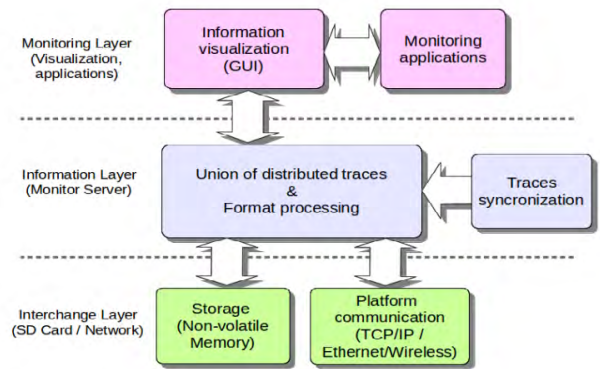 Monitoring Layer
(Visualization,
applications)
Information
visualization
(GUI)
Monitoring
applications
Information Layer
(Monitor Server)
Union of distributed traces
&
Format processing
Traces
syncronization
Interchange Layer
(SD Card / Network)
Storage
(Non-volatile
Memory)
Platform
communication
(TCP/IP /
Ethernet/Wireless)